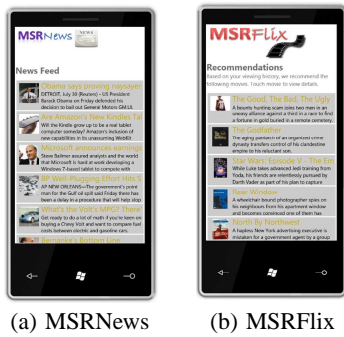 MSRNews NEWS
News Feed
Obama says proving naysayer
DETROIT, July 30 (Reuters) - US President
Barack Obama on Friday defended his
decision to bail out General Motors GM.UL
Are Amazon's New Kindles Tal
Will the Kindle grow up to be a real tablet
computer someday? Amazon's inclusion of
new capabilities in its unassuming WebKit
Microsoft announces earnings
Steve Ballmer assured analysts and the world
that Microsoft is hard at work developing a
Windows 7-based tablet to compete with
BP Well-Plugging Effort Hits S
AP NEW ORLEANS—The government's point
man for the Gulf oil spill said Friday there has
been a delay in a procedure that will help stop
What's the Volt's MPG? There'
Get ready to do a lot of math if you're keen on
buying a Chevy Volt and want to compare fuel
costs between electric and gasoline cars.
Bernanke's Bottom Line
(a) MSRNews
MSRFlix
Recommendations
Based on your viewing history, we recommend the
following movies. Touch movie to view details.
The Good, The Bad, The Ugly
A bounty hunting scam joins two men in an
uneasy alliance against a third in a race to find
a fortune in gold buried in a remote cemetery.
The Godfather
The aging patriarch of an organized crime
dynasty transfers control of his clandestine
empire to his reluctant son.
Star Wars: Episode V - The Em
While Luke takes advanced Jedi training from
Yoda, his friends are relentlessly pursued by
Darth Vader as part of his plan to capture
Rear Window
A wheelchair bound photographer spies on
his neighbours from his apartment window
and becomes convinced one of them has
North By Northwest
A hapless New York advertising executive is
mistaken for a government agent by a group
(b) MSRFlix